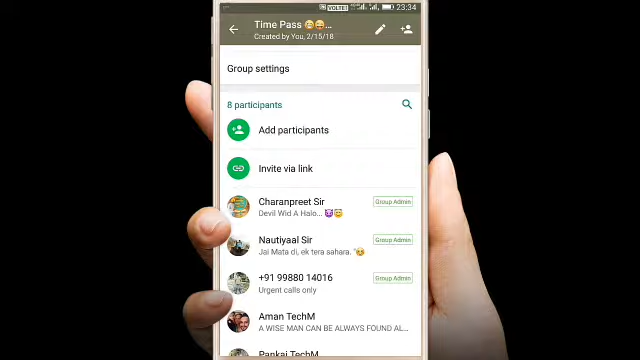 VOLTE 23:34
Time Pass 😁😄...
Created by You, 2/15/18
Group settings
8 participants
Add participants
Invite via link
Charanpreet Sir Group Admin
Devil Wid A Halo... 😈😇
Nautiyaal Sir Group Admin
Jai Mata di, ek tera sahara. "😘
+91 99880 14016 Group Admin
Urgent calls only
Aman TechM
A WISE MAN CAN BE ALWAYS FOUND AL...
Pankaj TechM